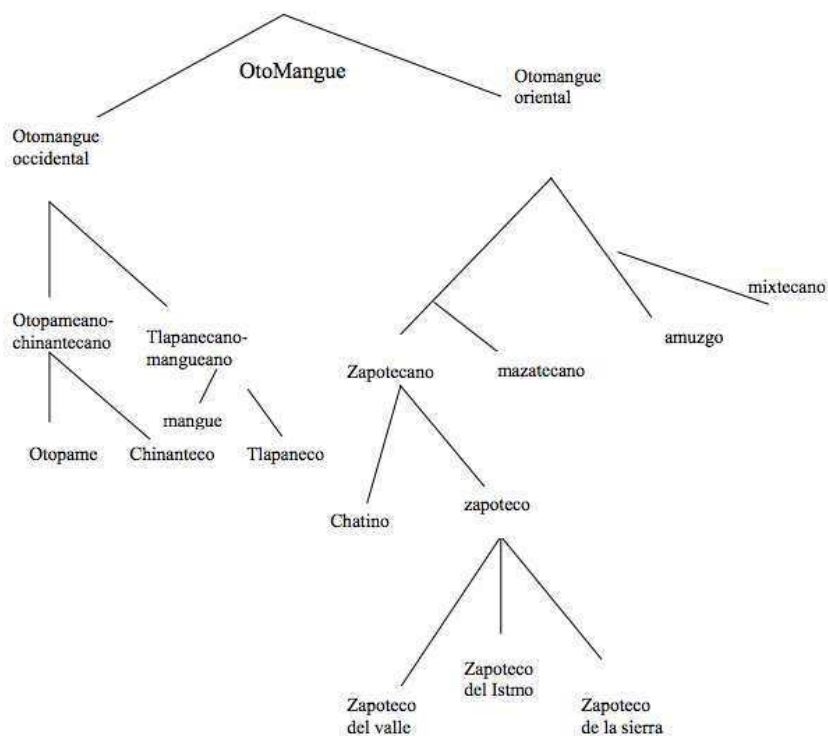 OtoMangue
Otomangue
oriental
Otomangue
occidental
mixtecano
Otopameano-
chinantecano
Tlapanecano-
mangueano
amuzgo
Zapotecano
mazatecano
mangue
Otopame
Chinanteco
Tlapaneco
Chatino
zapoteco
Zapoteco
del valle
Zapoteco
del Istmo
Zapoteco
de la sierra